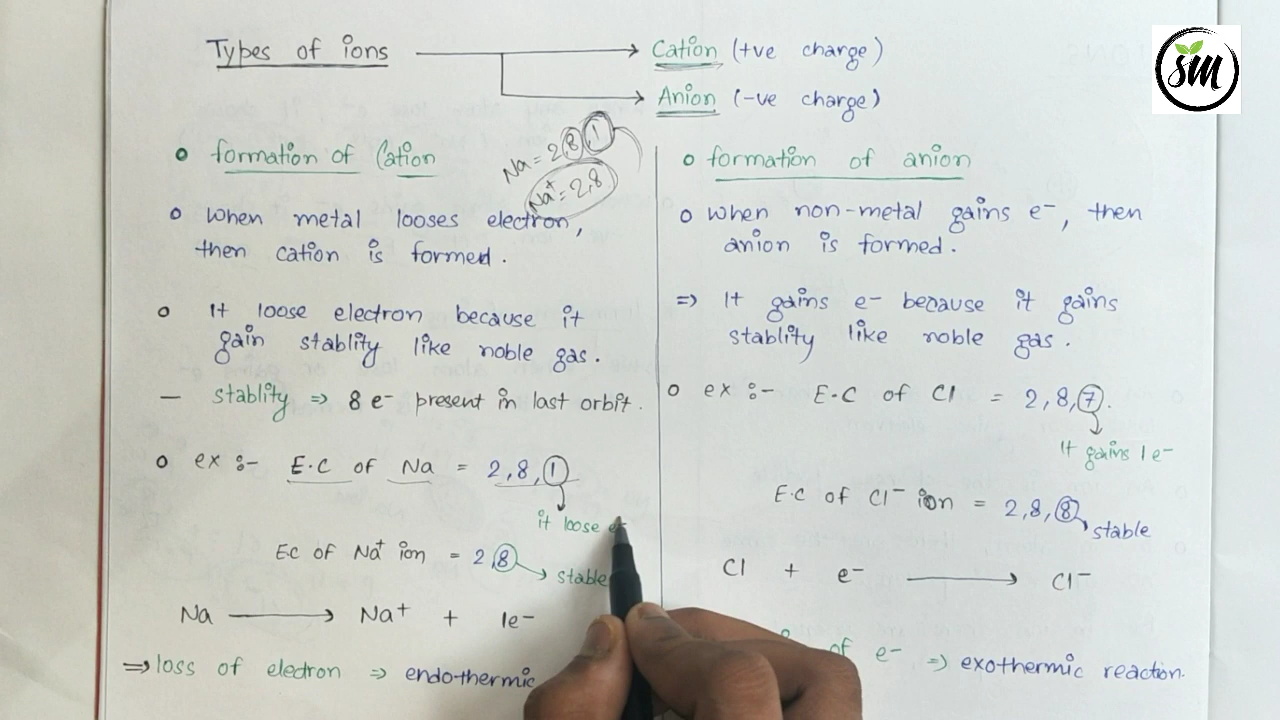 Types of ions
Cation (+ve charge)
Anion (-ve charge)
SM
Na = 2,8,1
Na+ = 2,8
o formation of Cation
o when metal looses electron,
then cation is formed.
o It loose electron because it
gain stablity like noble gas.
— stablity ⇒ 8 e- present in last orbit.
o ex :- E.C of Na = 2,8,1
it loose e-
Ec of Na+ ion = 2,8
stable
Na ⟶ Na+ + 1e-
⇒ loss of electron ⇒ endothermic
o formation of anion
o when non-metal gains e-, then
anion is formed.
⇒ It gains e- because it gains
stablity like noble gas.
o ex :- E.C of Cl = 2,8,7.
It gains 1e-
E.C of Cl- ion = 2,8,8
stable
Cl + e- ⟶ Cl-
of e- ⇒ exothermic reaction.